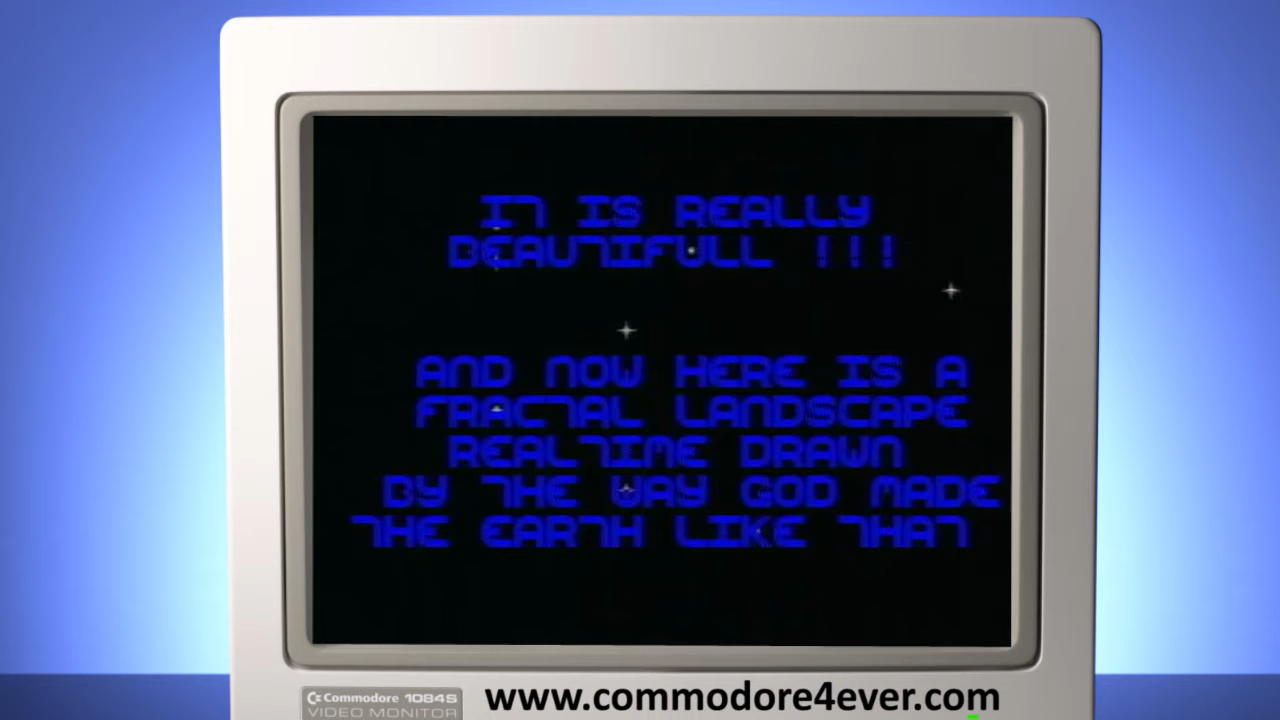 IT IS REALLY
BEAUTIFULL !!!
AND NOW HERE IS A
FRACTAL LANDSCAPE
REALTIME DRAWN
BY THE WAY GOD MADE
THE EARTH LIKE THAT
Commodore 1084S
VIDEO MONITOR
www.commodore4ever.com